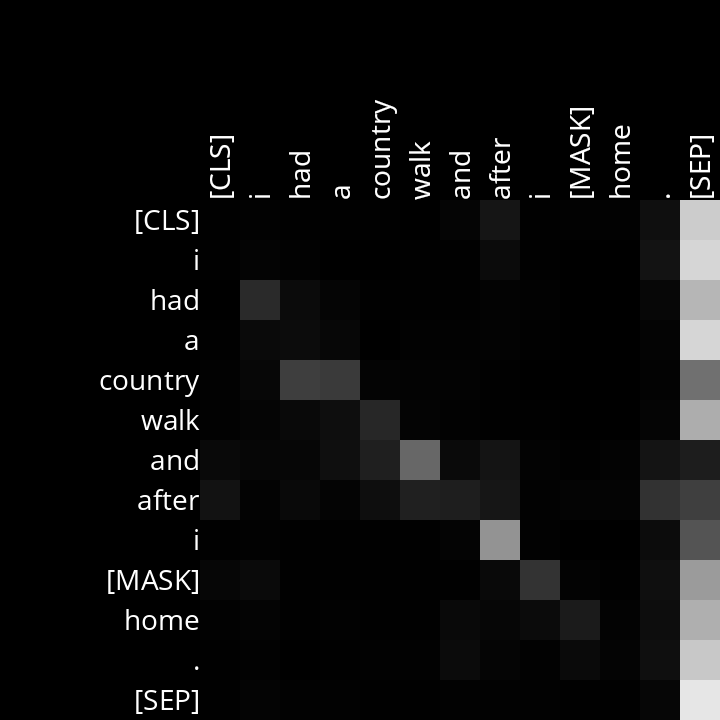 [CLS] i had a country walk and after i [MASK] home . [SEP]
[CLS]
i
had
a
country
walk
and
after
i
[MASK]
home
.
[SEP]